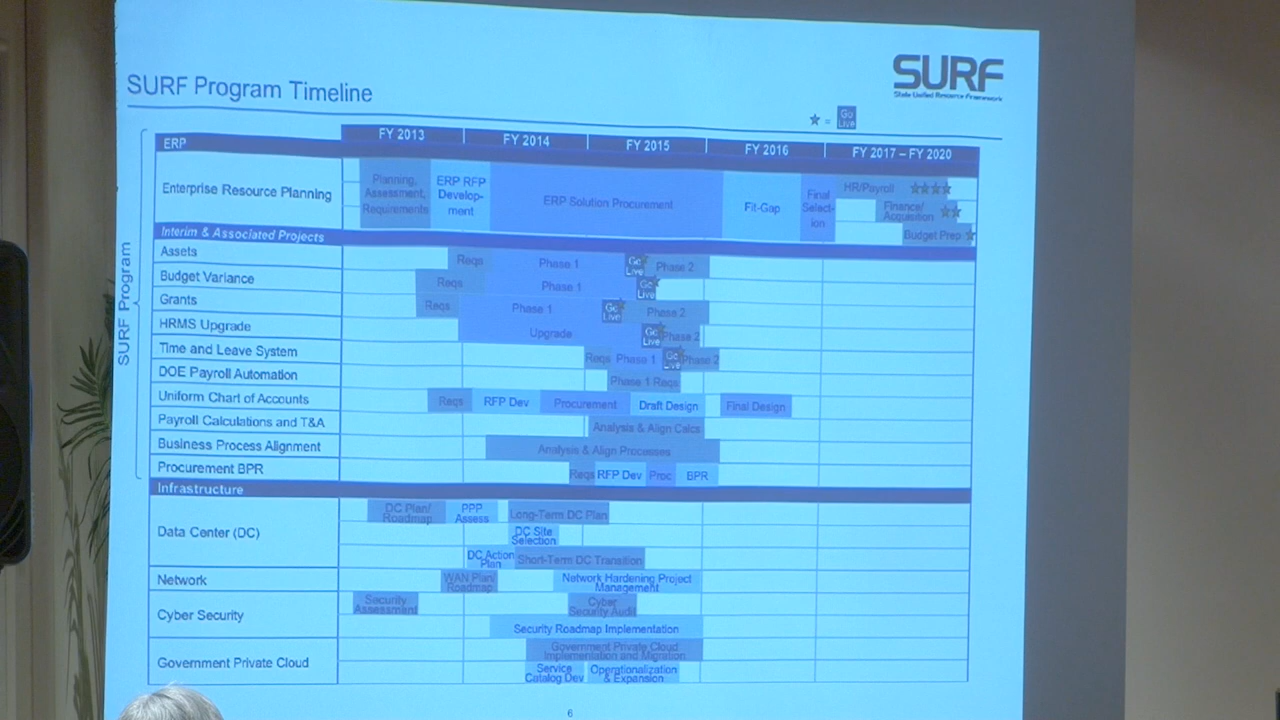 SURF
State Unified Resource Framework
SURF Program Timeline
★ = Go Live
SURF Program
ERP
FY 2013
FY 2014
FY 2015
FY 2016
FY 2017 – FY 2020
Enterprise Resource Planning
Planning, Assessment, Requirements
ERP RFP Develop-ment
ERP Solution Procurement
Fit-Gap
Final Select-ion
HR/Payroll ★★★★
Finance/ Acquisition ★★
Budget Prep ★
Interim & Associated Projects
Assets
Reqs
Phase 1
Go Live
Phase 2
Budget Variance
Reqs
Phase 1
Go Live
Grants
Reqs
Phase 1
Go Live
Phase 2
HRMS Upgrade
Upgrade
Go Live
Phase 2
Time and Leave System
Reqs
Phase 1
Go Live
Phase 2
DOE Payroll Automation
Phase 1 Reqs
Uniform Chart of Accounts
Reqs
RFP Dev
Procurement
Draft Design
Final Design
Payroll Calculations and T&A
Analysis & Align Calcs
Business Process Alignment
Analysis & Align Processes
Procurement BPR
Reqs
RFP Dev
Proc
BPR
Infrastructure
Data Center (DC)
DC Plan/ Roadmap
PPP Assess
Long-Term DC Plan
DC Site Selection
DC Action Plan
Short-Term DC Transition
Network
WAN Plan/ Roadmap
Network Hardening Project Management
Cyber Security
Security Assessment
Cyber Security Audit
Security Roadmap Implementation
Government Private Cloud
Government Private Cloud Implementation and Migration
Service Catalog Dev
Operationalization & Expansion
6